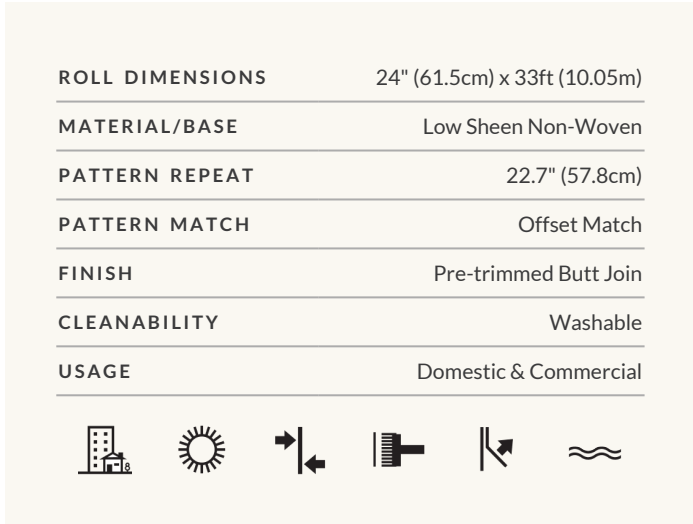 ROLL DIMENSIONS 24" (61.5cm) x 33ft (10.05m)
MATERIAL/BASE Low Sheen Non-Woven
PATTERN REPEAT 22.7" (57.8cm)
PATTERN MATCH Offset Match
FINISH Pre-trimmed Butt Join
CLEANABILITY Washable
USAGE Domestic & Commercial
8